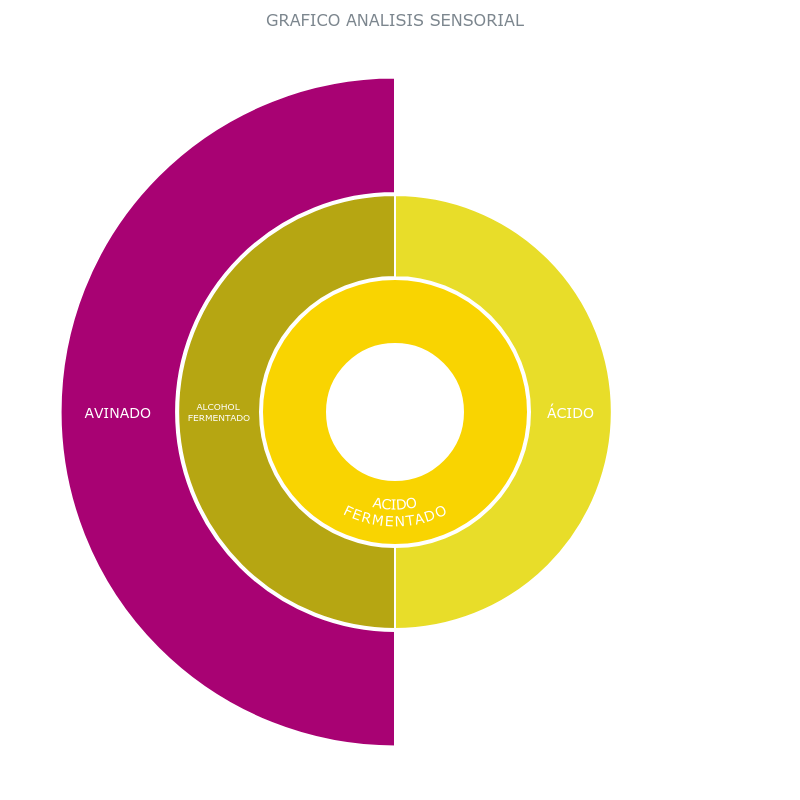 GRAFICO ANALISIS SENSORIAL
AVINADO
ALCOHOL
FERMENTADO
ÁCIDO
ACIDO
FERMENTADO